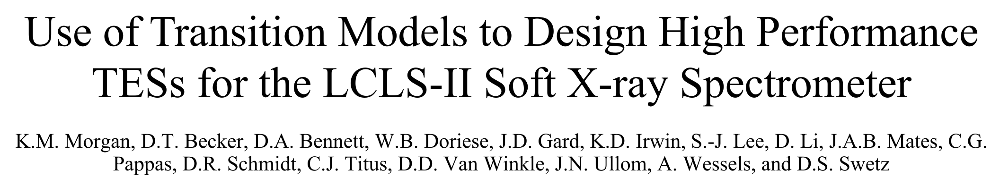 Use of Transition Models to Design High Performance
TESs for the LCLS-II Soft X-ray Spectrometer
K.M. Morgan, D.T. Becker, D.A. Bennett, W.B. Doriese, J.D. Gard, K.D. Irwin, S.-J. Lee, D. Li, J.A.B. Mates, C.G.
Pappas, D.R. Schmidt, C.J. Titus, D.D. Van Winkle, J.N. Ullom, A. Wessels, and D.S. Swetz